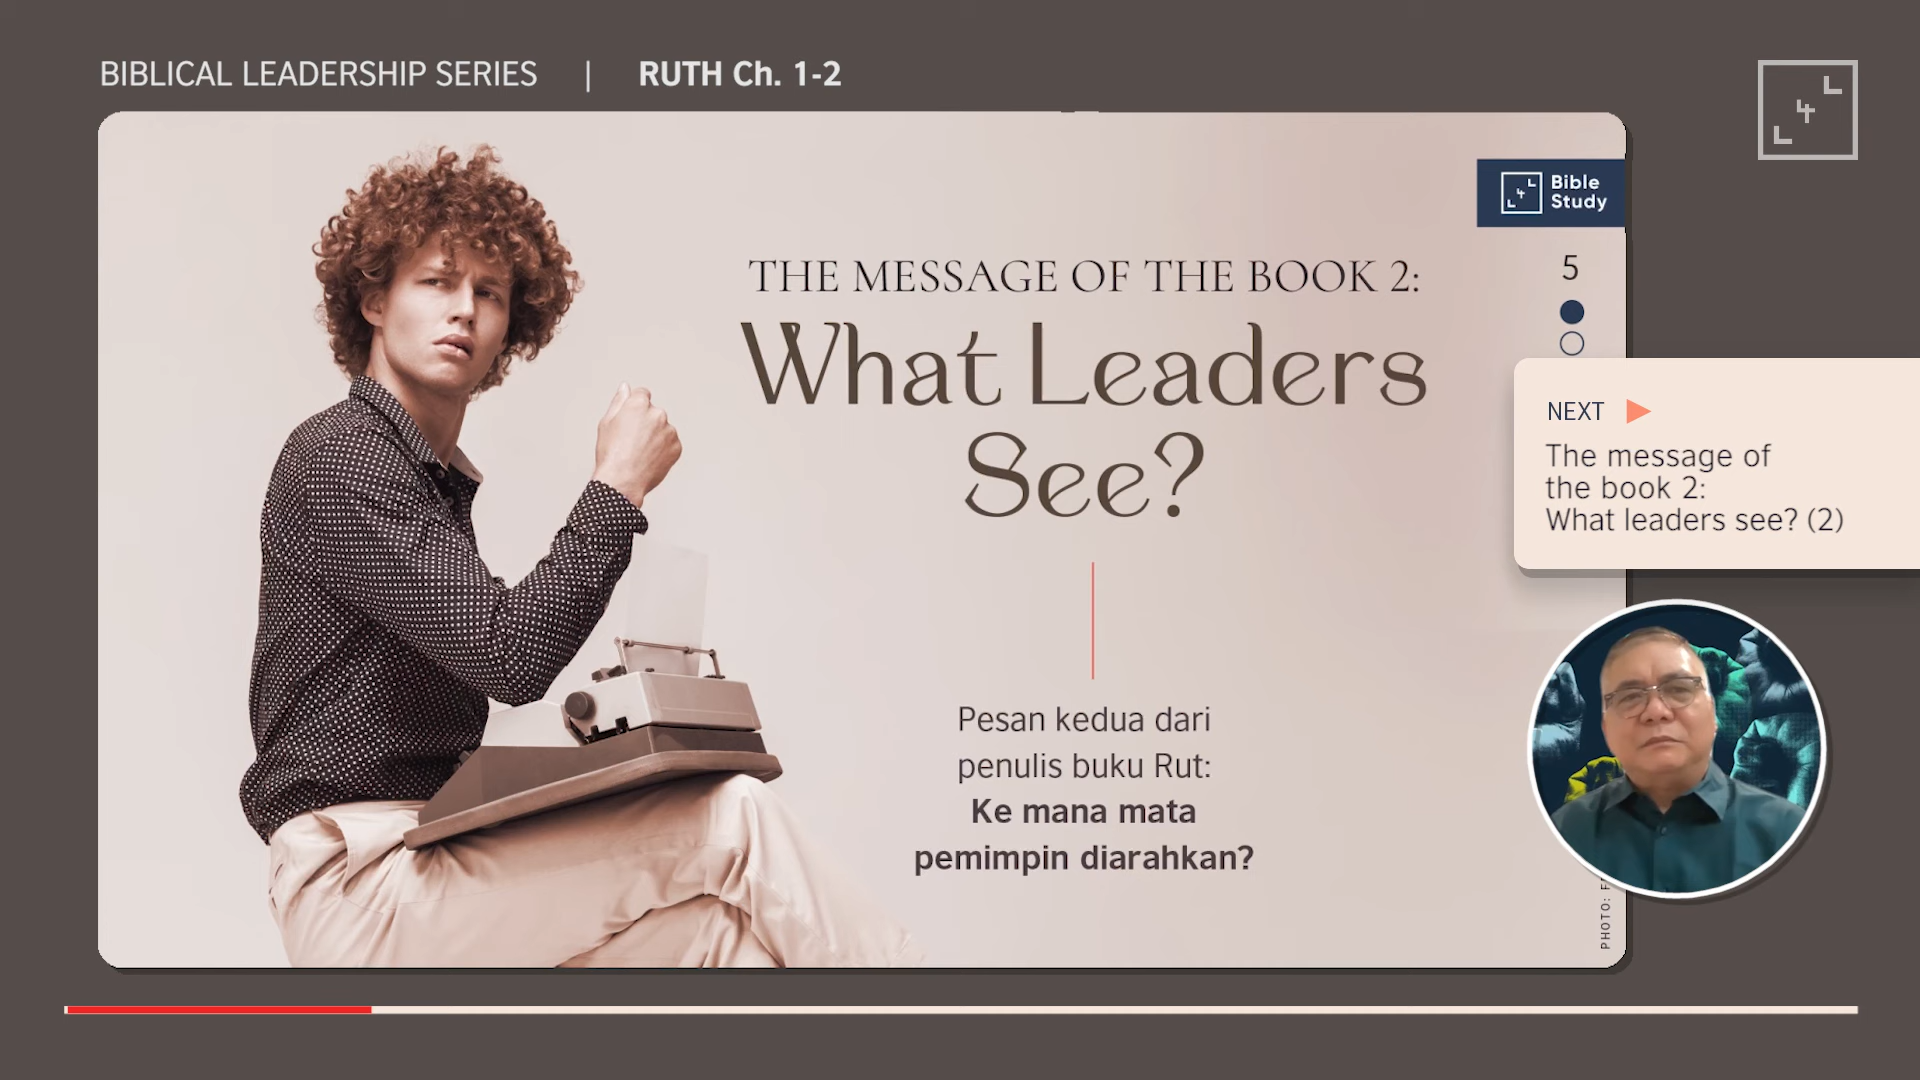 BIBLICAL LEADERSHIP SERIES | RUTH Ch. 1-2
Bible
Study
5
THE MESSAGE OF THE BOOK 2:
What Leaders
See?
Pesan kedua dari
penulis buku Rut:
Ke mana mata
pemimpin diarahkan?
NEXT
The message of
the book 2:
What leaders see? (2)
PHOTO: